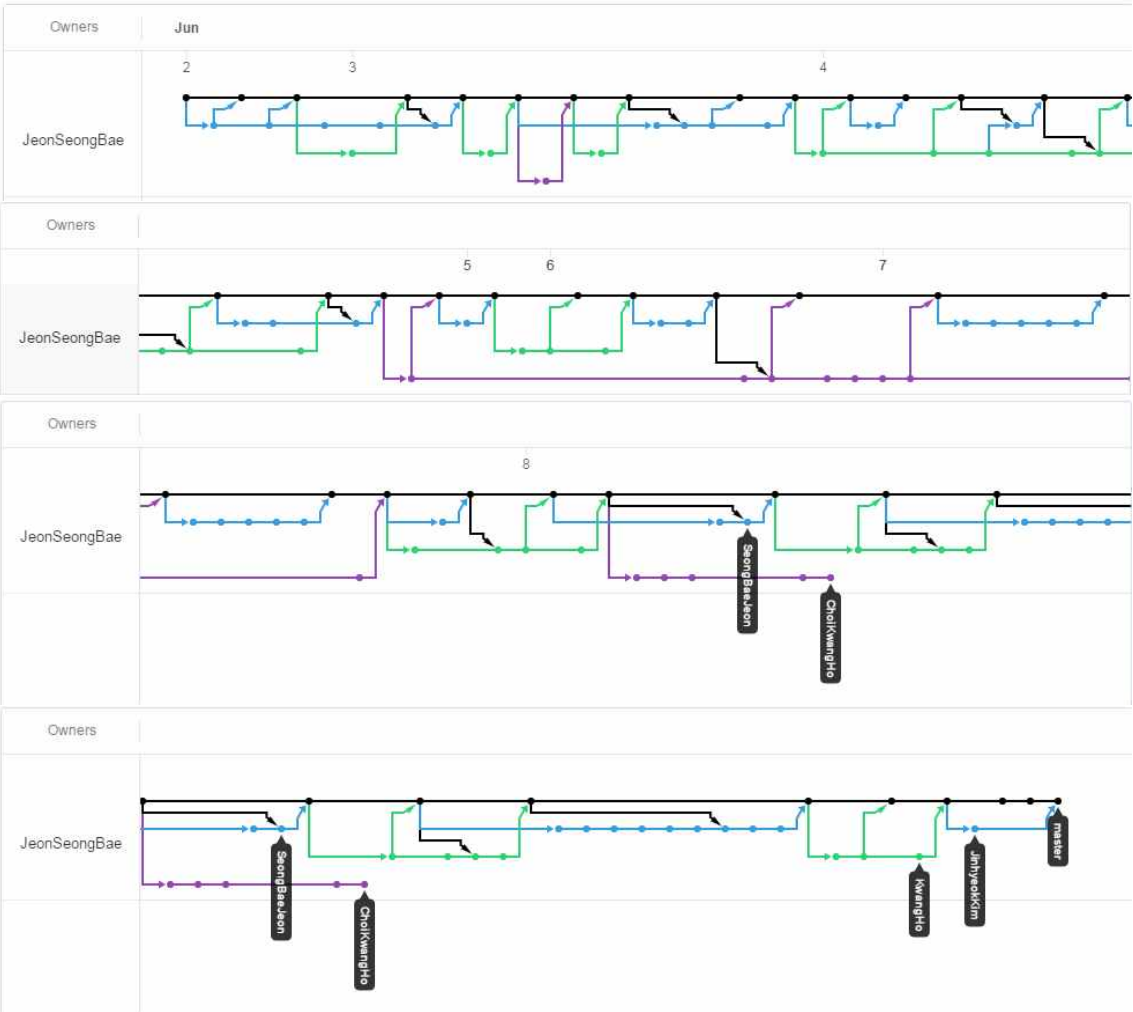 Owners
Jun
2
3
4
JeonSeongBae
Owners
5
6
7
JeonSeongBae
Owners
8
JeonSeongBae
SeongBaeJeon
ChoiKwangHo
Owners
JeonSeongBae
master
SeongBaeJeon
JinhyeokKim
KwangHo
ChoiKwangHo